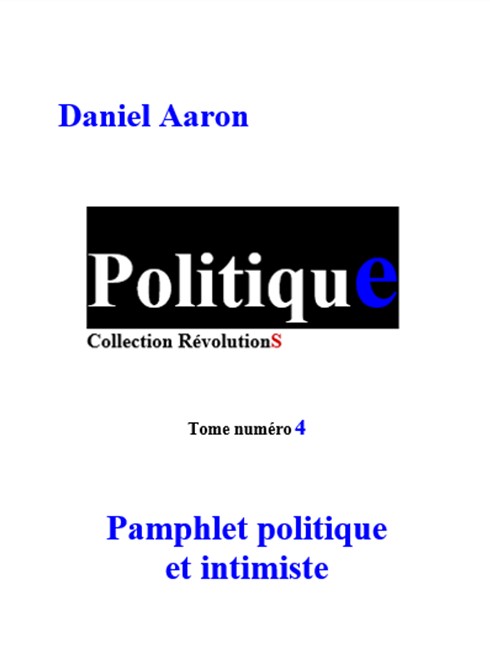 Daniel Aaron
Politique
Collection RévolutionS
Tome numéro 4
Pamphlet politique
et intimiste